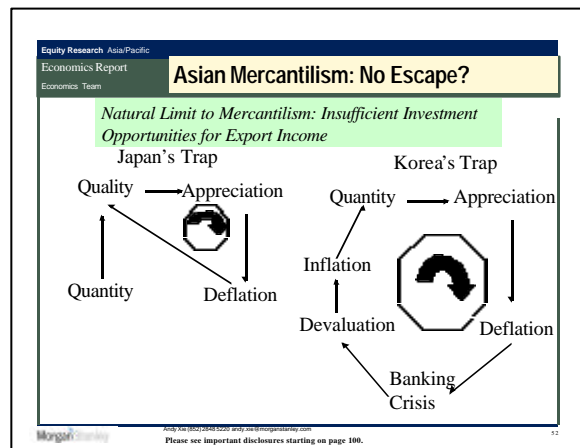 Equity Research Asia/Pacific
Economics Report
Economics Team
Asian Mercantilism: No Escape?
Natural Limit to Mercantilism: Insufficient Investment
Opportunities for Export Income
Japan's Trap
Quality
Appreciation
Quantity
Deflation
Korea's Trap
Quantity
Appreciation
Inflation
Devaluation
Deflation
Banking
Crisis
Morgan Stanley
Andy Xie (852) 2848 5220 andy.xie@morganstanley.com
Please see important disclosures starting on page 100.
52